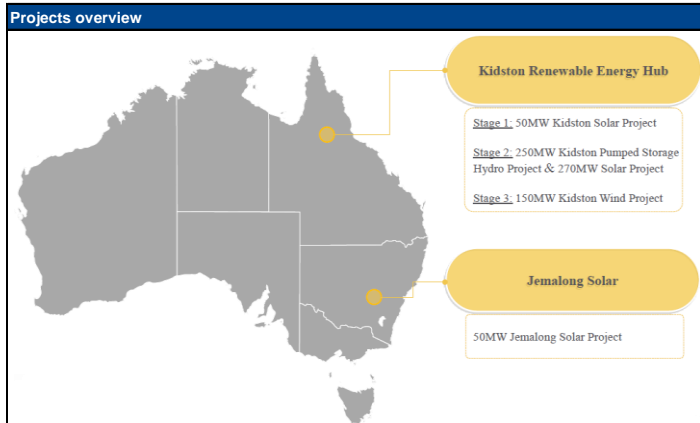 Projects overview
Kidston Renewable Energy Hub
Stage 1: 50MW Kidston Solar Project
Stage 2: 250MW Kidston Pumped Storage
Hydro Project & 270MW Solar Project
Stage 3: 150MW Kidston Wind Project
Jemalong Solar
50MW Jemalong Solar Project